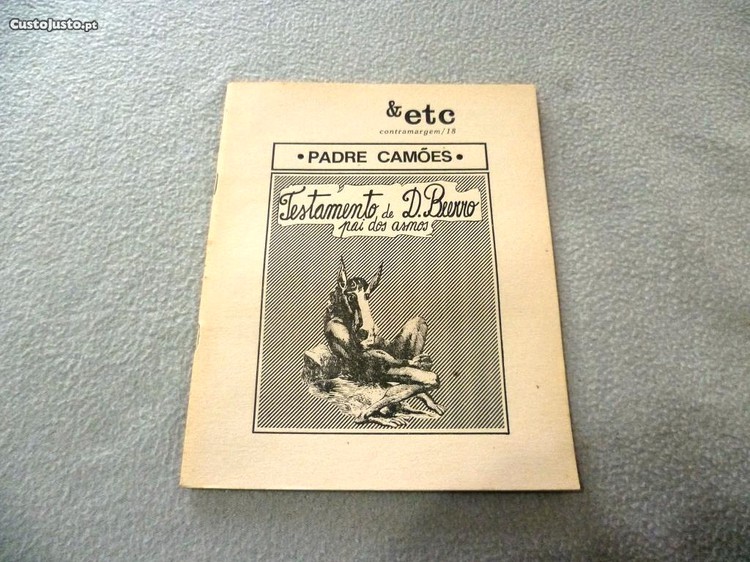 CustoJusto.pt
& etc
contramargem/18
• PADRE CAMÕES •
Testamento de D. Burro
pai dos asnos